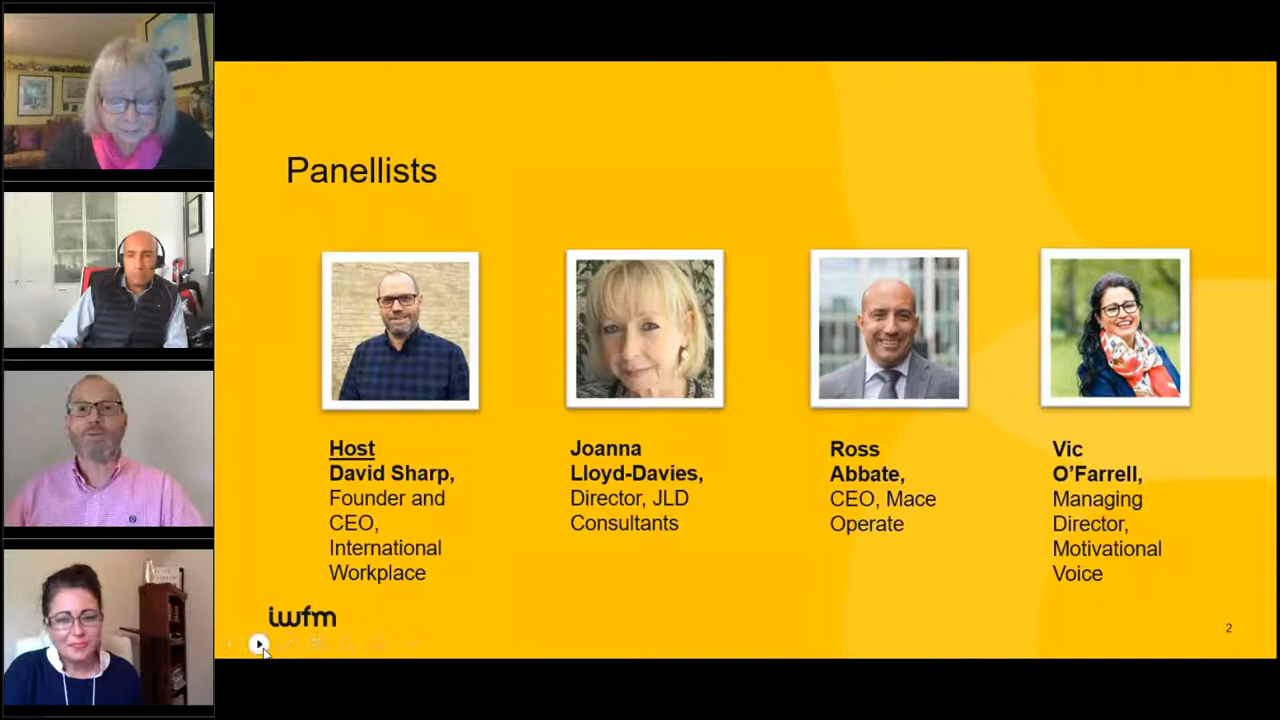 Panellists
Host
David Sharp,
Founder and
CEO,
International
Workplace
Joanna
Lloyd-Davies,
Director, JLD
Consultants
Ross
Abbate,
CEO, Mace
Operate
Vic
O’Farrell,
Managing
Director,
Motivational
Voice
iwfm
2